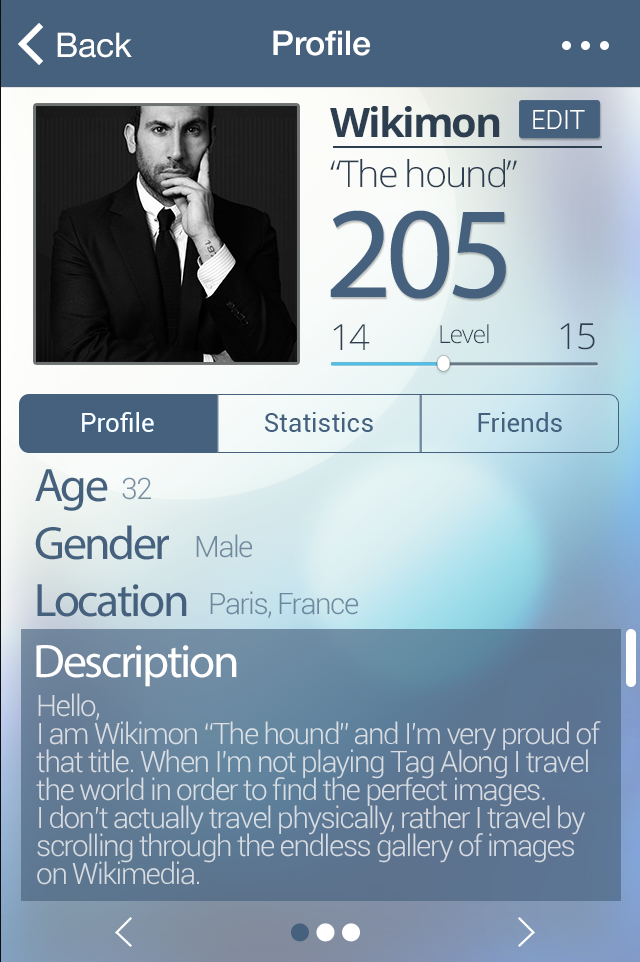 Back
Profile
Wikimon
EDIT
“The hound”
205
14
Level
15
Profile
Statistics
Friends
Age 32
Gender Male
Location Paris, France
Description
Hello,
I am Wikimon “The hound” and I’m very proud of
that title. When I’m not playing Tag Along I travel
the world in order to find the perfect images.
I don’t actually travel physically, rather I travel by
scrolling through the endless gallery of images
on Wikimedia.